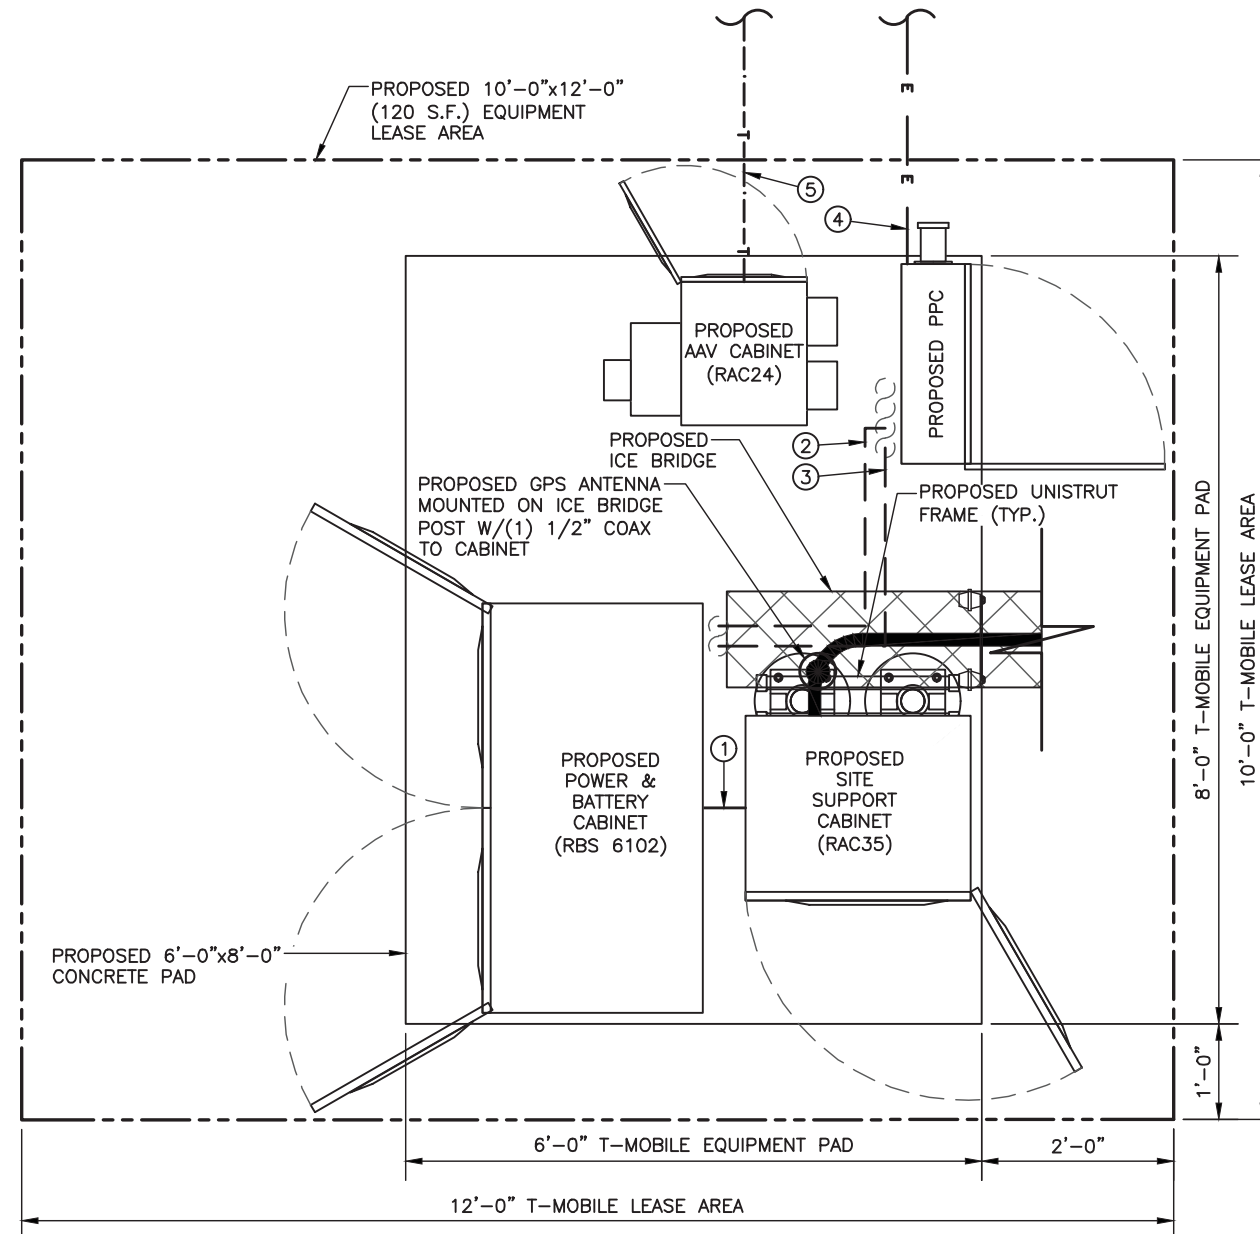 PROPOSED 10'-0"x12'-0"
(120 S.F.) EQUIPMENT
LEASE AREA
E
T
E
5
4
T
PROPOSED
AAV CABINET
(RAC24)
PROPOSED PPC
2
3
PROPOSED
ICE BRIDGE
PROPOSED GPS ANTENNA
MOUNTED ON ICE BRIDGE
POST W/(1) 1/2" COAX
TO CABINET
PROPOSED UNISTRUT
FRAME (TYP.)
8'-0" T-MOBILE EQUIPMENT PAD
10'-0" T-MOBILE LEASE AREA
1
PROPOSED
POWER &
BATTERY
CABINET
(RBS 6102)
PROPOSED
SITE
SUPPORT
CABINET
(RAC35)
PROPOSED 6'-0"x8'-0"
CONCRETE PAD
1'-0"
6'-0" T-MOBILE EQUIPMENT PAD
2'-0"
12'-0" T-MOBILE LEASE AREA